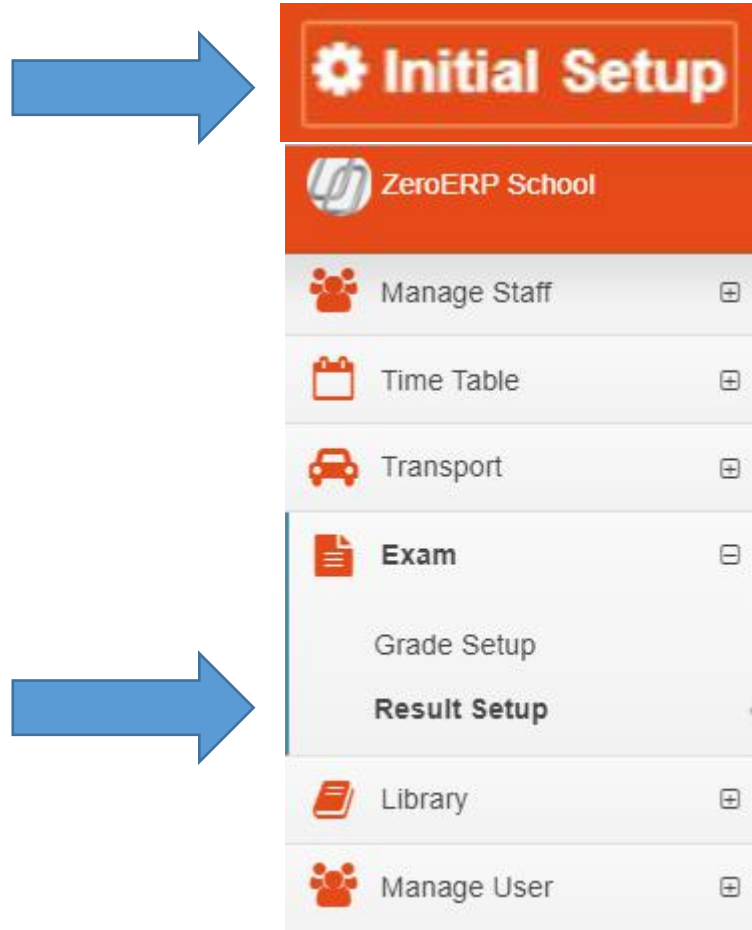 Initial Setup
ZeroERP School
Manage Staff
Time Table
Transport
Exam
Grade Setup
Result Setup
Library
Manage User